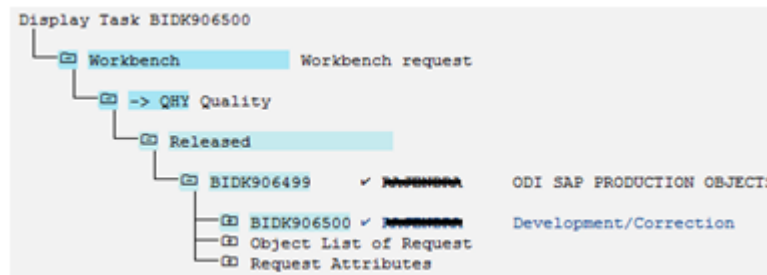 Display Task BIDK906500
Workbench Workbench request
-> QHY Quality
Released
BIDK906499 ✓ ODI SAP PRODUCTION OBJECT
BIDK906500 ✓ Development/Correction
Object List of Request
Request Attributes